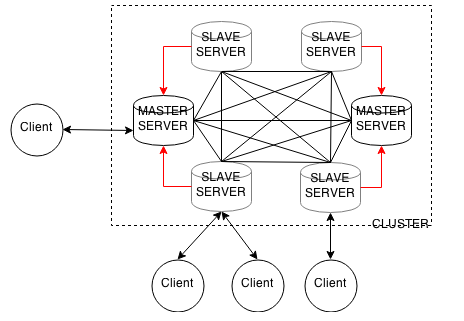 SLAVE
SERVER
SLAVE
SERVER
MASTER
SERVER
MASTER
SERVER
Client
SLAVE
SERVER
SLAVE
SERVER
CLUSTER
Client
Client
Client